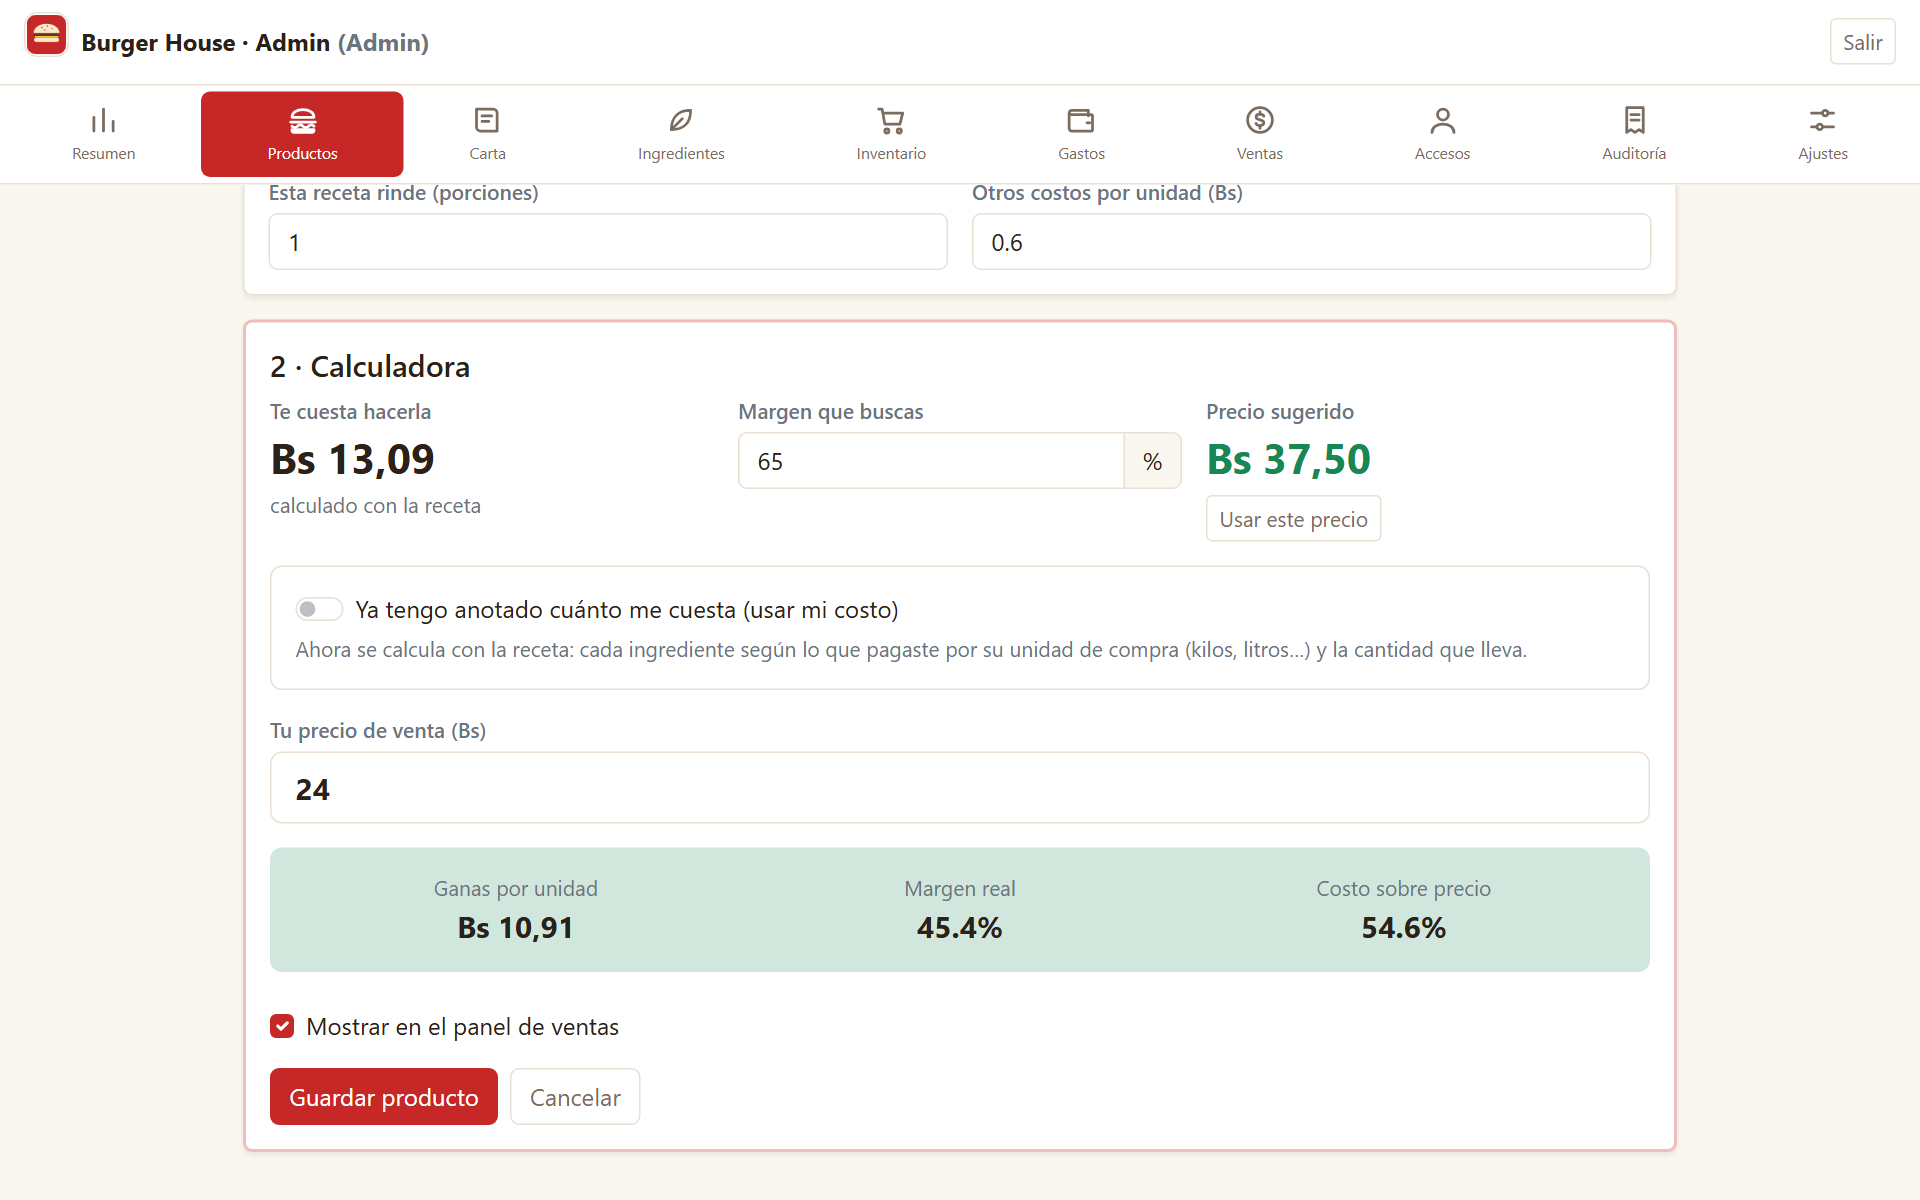 Burger House · Admin (Admin)
Salir
Resumen
Productos
Carta
Ingredientes
Inventario
Gastos
Ventas
Accesos
Auditoría
Ajustes
Esta receta rinde (porciones)
Otros costos por unidad (Bs)
1
0.6
2 · Calculadora
Te cuesta hacerla
Margen que buscas
Precio sugerido
Bs 13,09
65
%
Bs 37,50
calculado con la receta
Usar este precio
Ya tengo anotado cuánto me cuesta (usar mi costo)
Ahora se calcula con la receta: cada ingrediente según lo que pagaste por su unidad de compra (kilos, litros...) y la cantidad que lleva.
Tu precio de venta (Bs)
24
Ganas por unidad
Margen real
Costo sobre precio
Bs 10,91
45.4%
54.6%
Mostrar en el panel de ventas
Guardar producto
Cancelar